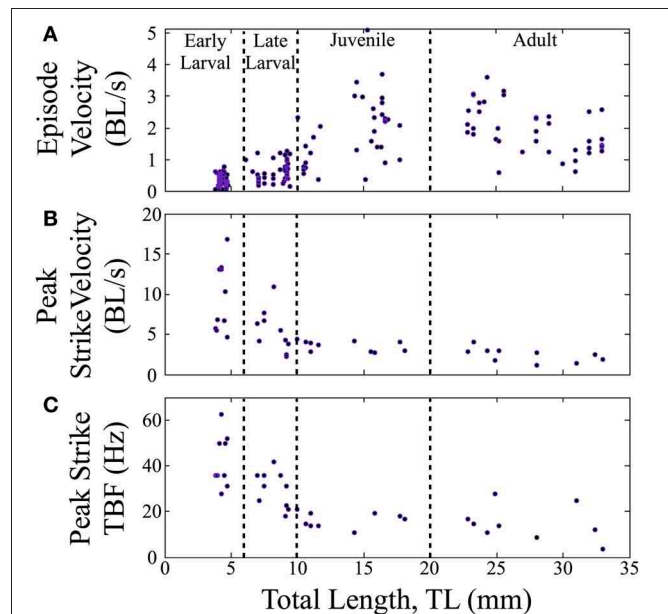 A
Early
Larval
Late
Larval
Juvenile
Adult
Episode
Velocity
(BL/s)
5
4
3
2
1
0
B
Peak
StrikeVelocity
(BL/s)
20
15
10
5
0
C
Peak Strike
TBF (Hz)
60
40
20
0
0 5 10 15 20 25 30 35
Total Length, TL (mm)